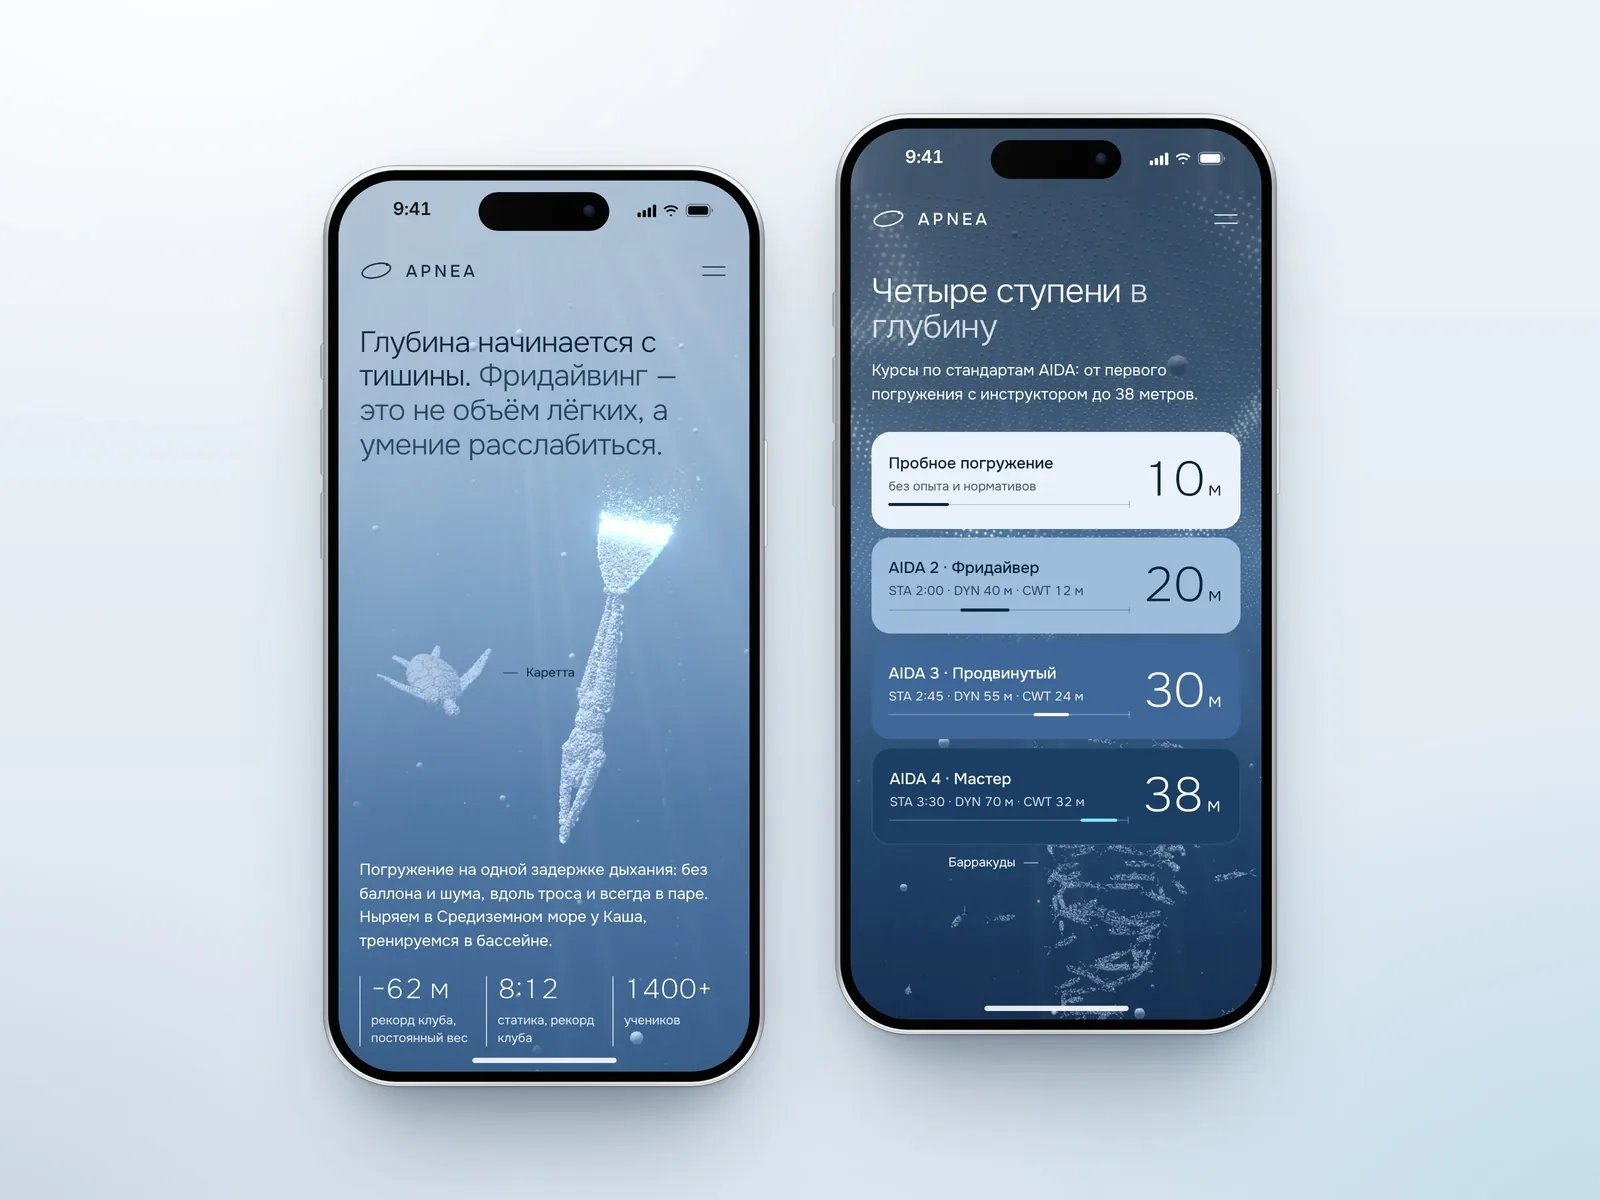 9:41
APNEA
Глубина начинается с
тишины. Фридайвинг —
это не объём лёгких, а
умение расслабиться.
— Каретта
Погружение на одной задержке дыхания: без
баллона и шума, вдоль троса и всегда в паре.
Ныряем в Средиземном море у Каша,
тренируемся в бассейне.
−62 м
рекорд клуба,
постоянный вес
8:12
статика, рекорд
клуба
1400+
учеников
9:41
APNEA
Четыре ступени в
глубину
Курсы по стандартам AIDA: от первого
погружения с инструктором до 38 метров.
Пробное погружение
без опыта и нормативов
10 м
AIDA 2 · Фридайвер
STA 2:00 · DYN 40 м · CWT 12 м
20 м
AIDA 3 · Продвинутый
STA 2:45 · DYN 55 м · CWT 24 м
30 м
AIDA 4 · Мастер
STA 3:30 · DYN 70 м · CWT 32 м
38 м
Барракуды —